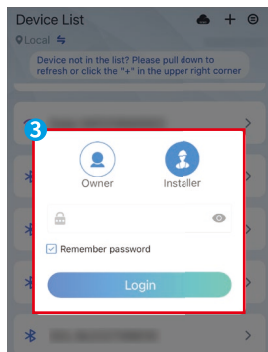 Device List
Local
Device not in the list? Please pull down to
refresh or click the "+" in the upper right corner
3
Owner Installer
Remember password
Login